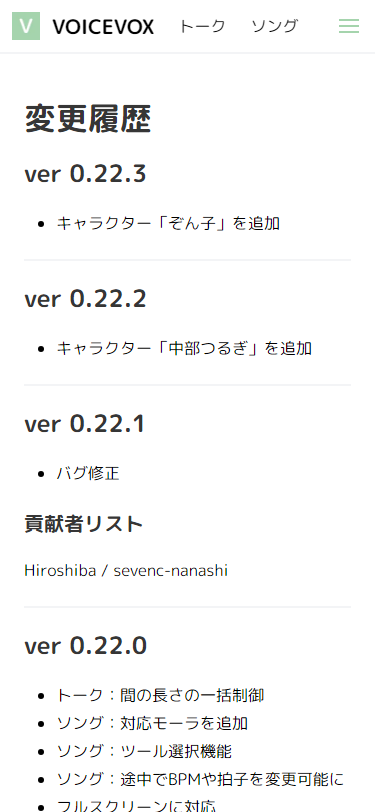 V VOICEVOX トーク ソング
変更履歴
ver 0.22.3
• キャラクター「ぞん子」を追加
ver 0.22.2
• キャラクター「中部つるぎ」を追加
ver 0.22.1
• バグ修正
貢献者リスト
Hiroshiba / sevenc-nanashi
ver 0.22.0
• トーク：間の長さの一括制御
• ソング：対応モーラを追加
• ソング：ツール選択機能
• ソング：途中でBPMや拍子を変更可能に
• フルスクリーンに対応